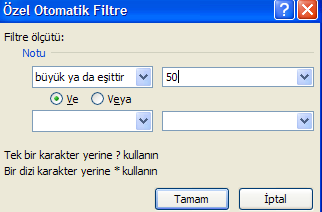 Özel Otomatik Filtre
Filtre ölçütü:
Notu
büyük ya da eşittir 50
Ve Veya
Tek bir karakter yerine ? kullanın
Bir dizi karakter yerine * kullanın
Tamam İptal